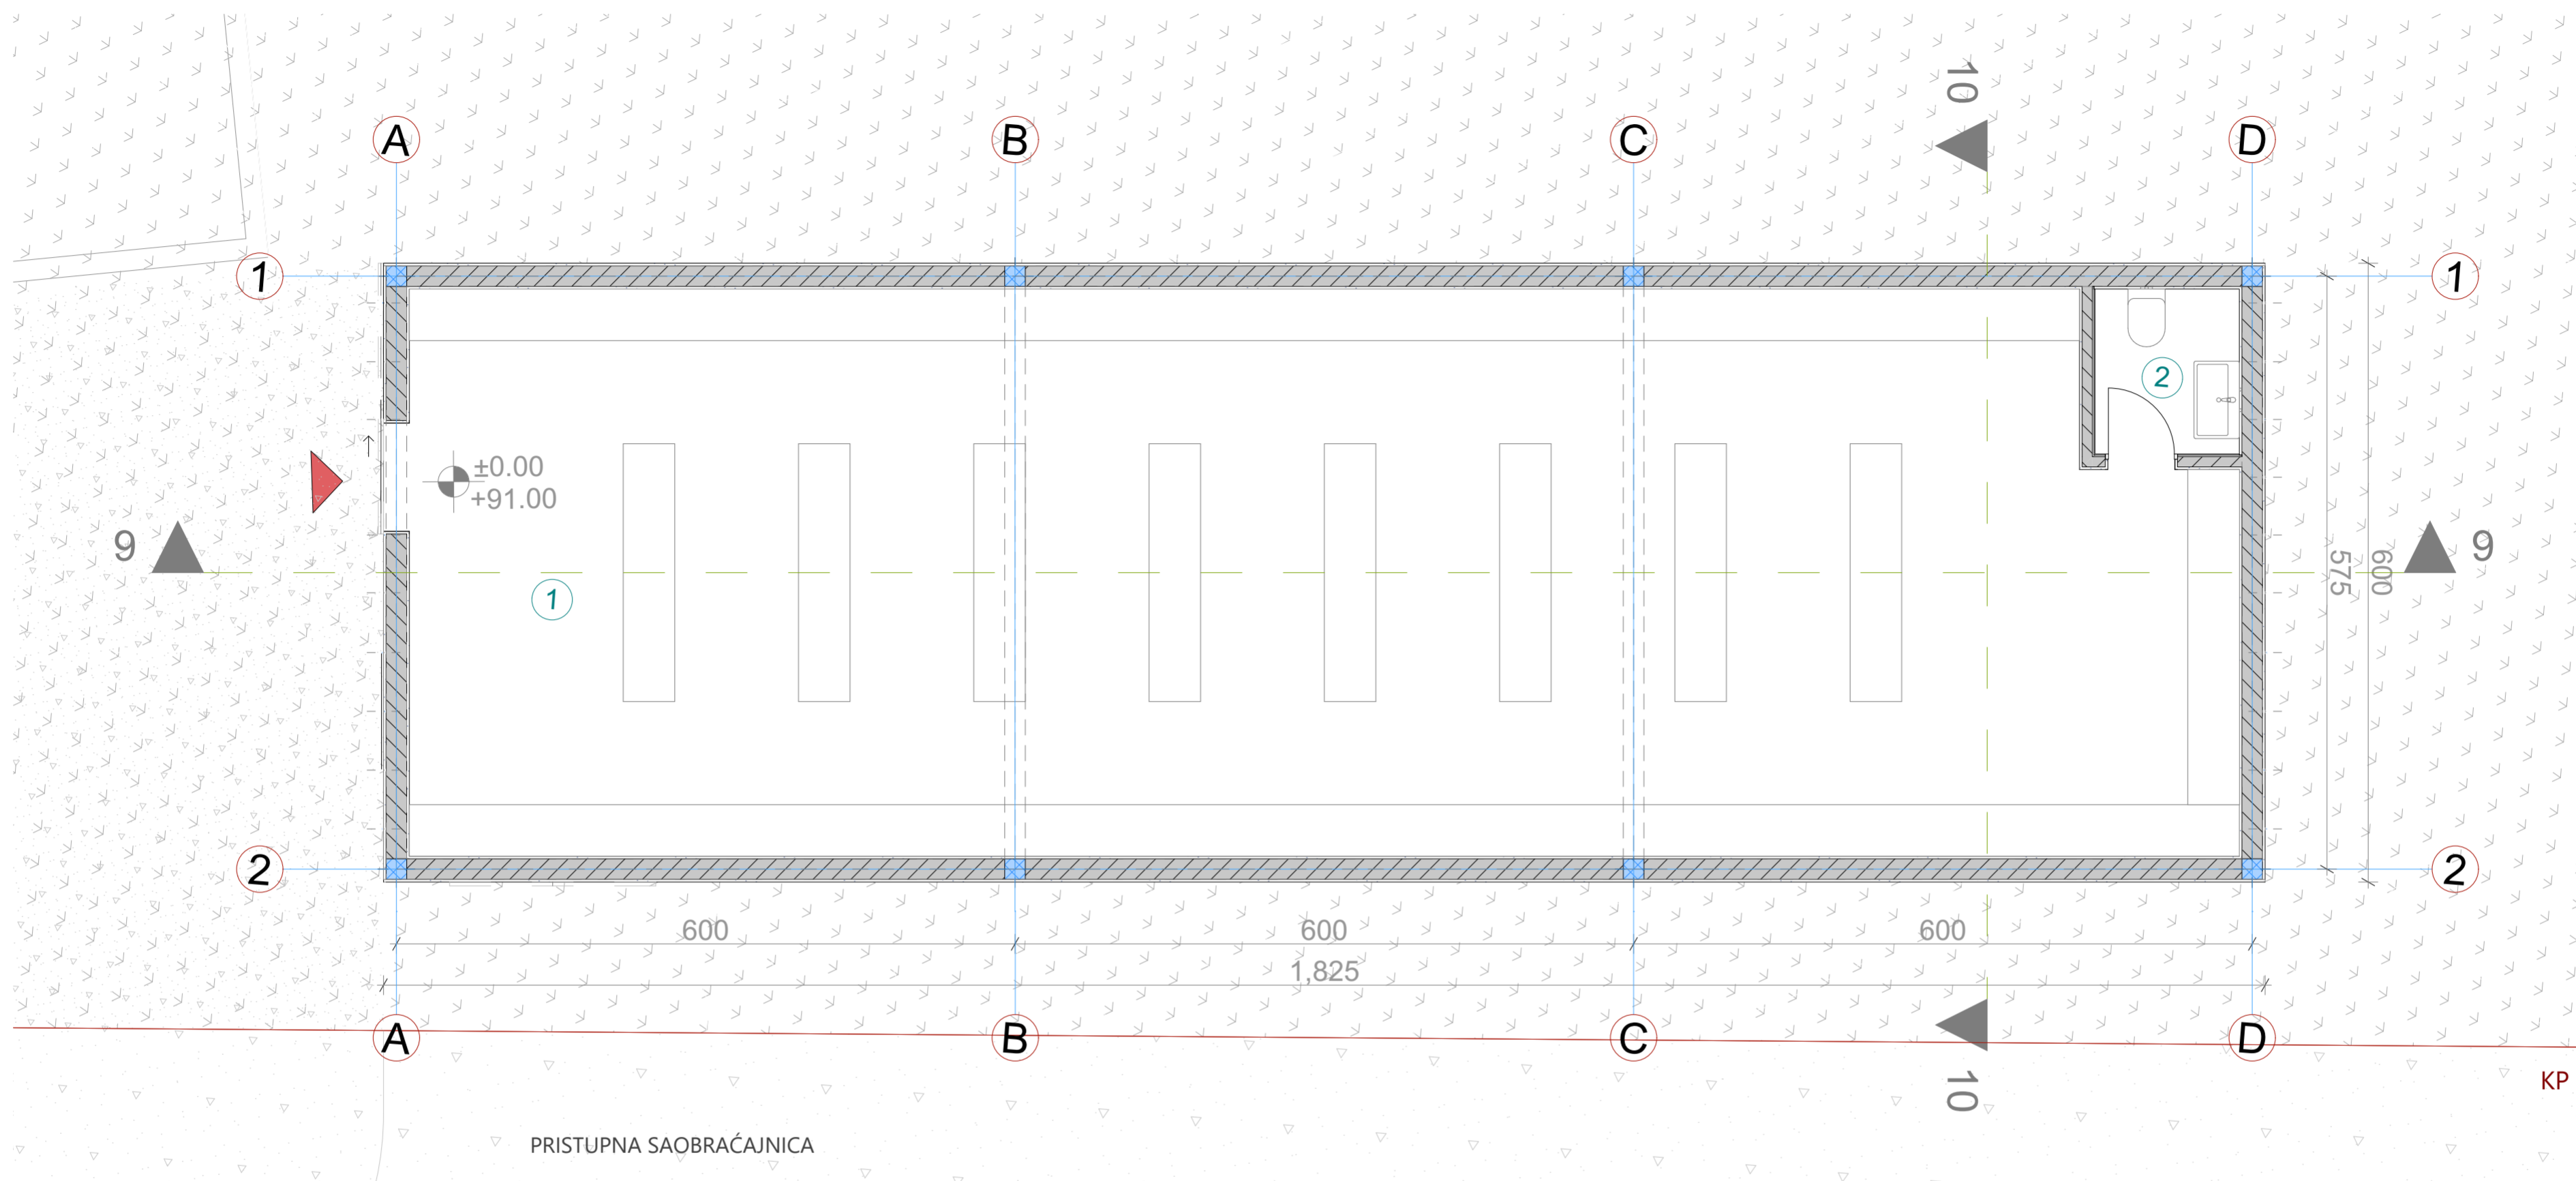 10
A B C D
1 1
2
±0.00
+91.00
9 9
575
600
1
2 2
600 600 600
1,825
A B C D
KP
10
PRISTUPNA SAOBRAĆAJNICA